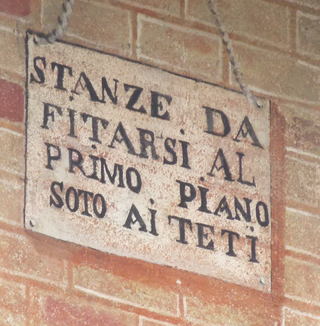 STANZE DA
FITARSI AL
PRIMO PIANO
SOTO AI TETI